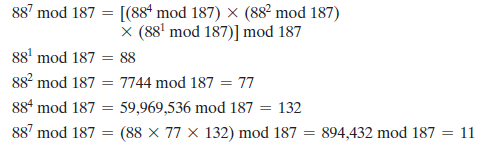 88⁷ mod 187 = [(88⁴ mod 187) × (88² mod 187)
× (88¹ mod 187)] mod 187
88¹ mod 187 = 88
88² mod 187 = 7744 mod 187 = 77
88⁴ mod 187 = 59,969,536 mod 187 = 132
88⁷ mod 187 = (88 × 77 × 132) mod 187 = 894,432 mod 187 = 11